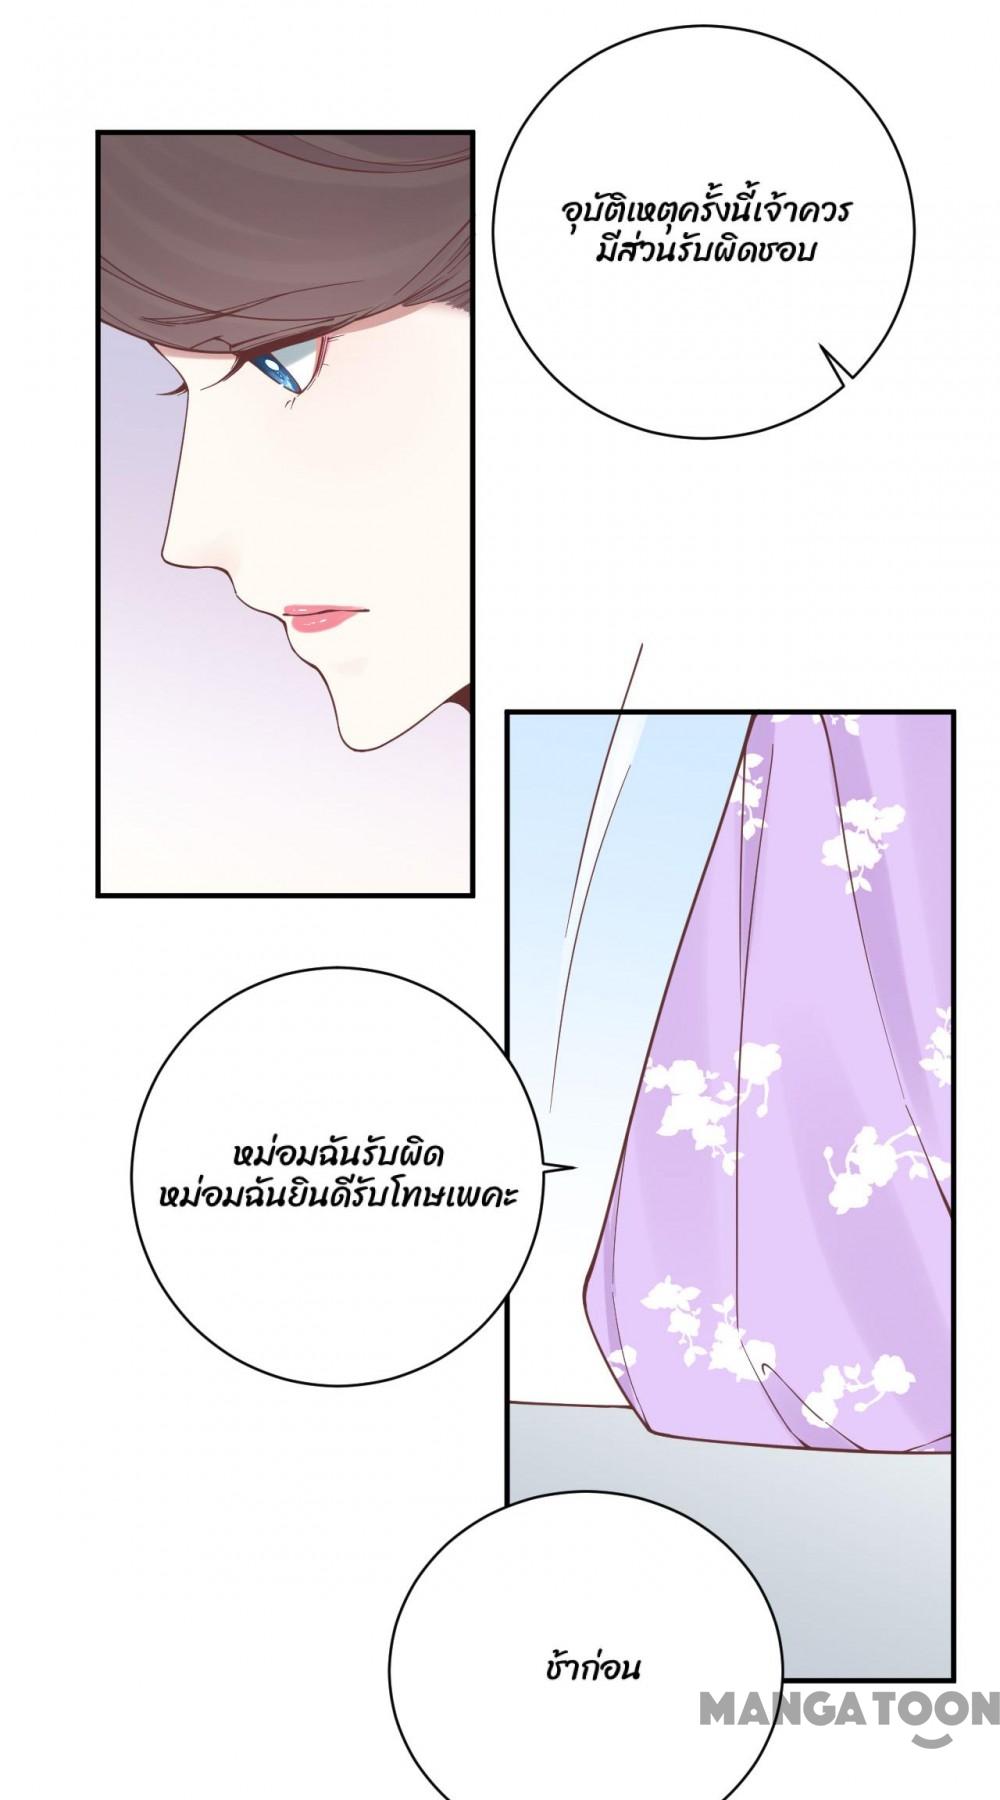 อุบัติเหตุครั้งนี้เจ้าควร
มีส่วนรับผิดชอบ
หม่อมฉันรับผิด
หม่อมฉันยินดีรับโทษเพคะ
ช้าก่อน
MANGATOON